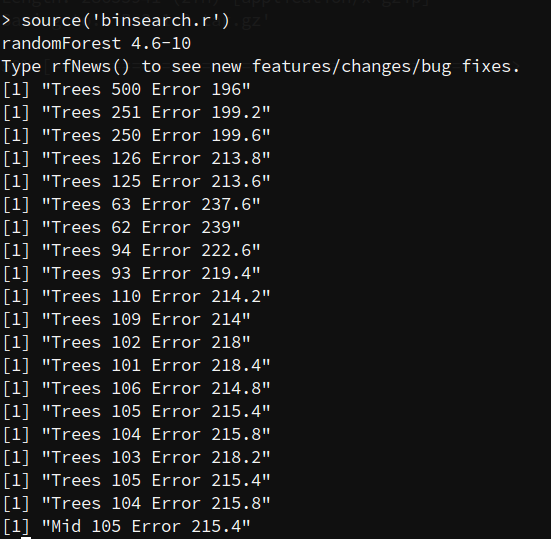 > source('binsearch.r')
randomForest 4.6-10
Type rfNews() to see new features/changes/bug fixes.
[1] "Trees 500 Error 196"
[1] "Trees 251 Error 199.2"
[1] "Trees 250 Error 199.6"
[1] "Trees 126 Error 213.8"
[1] "Trees 125 Error 213.6"
[1] "Trees 63 Error 237.6"
[1] "Trees 62 Error 239"
[1] "Trees 94 Error 222.6"
[1] "Trees 93 Error 219.4"
[1] "Trees 110 Error 214.2"
[1] "Trees 109 Error 214"
[1] "Trees 102 Error 218"
[1] "Trees 101 Error 218.4"
[1] "Trees 106 Error 214.8"
[1] "Trees 105 Error 215.4"
[1] "Trees 104 Error 215.8"
[1] "Trees 103 Error 218.2"
[1] "Trees 105 Error 215.4"
[1] "Trees 104 Error 215.8"
[1] "Mid 105 Error 215.4"